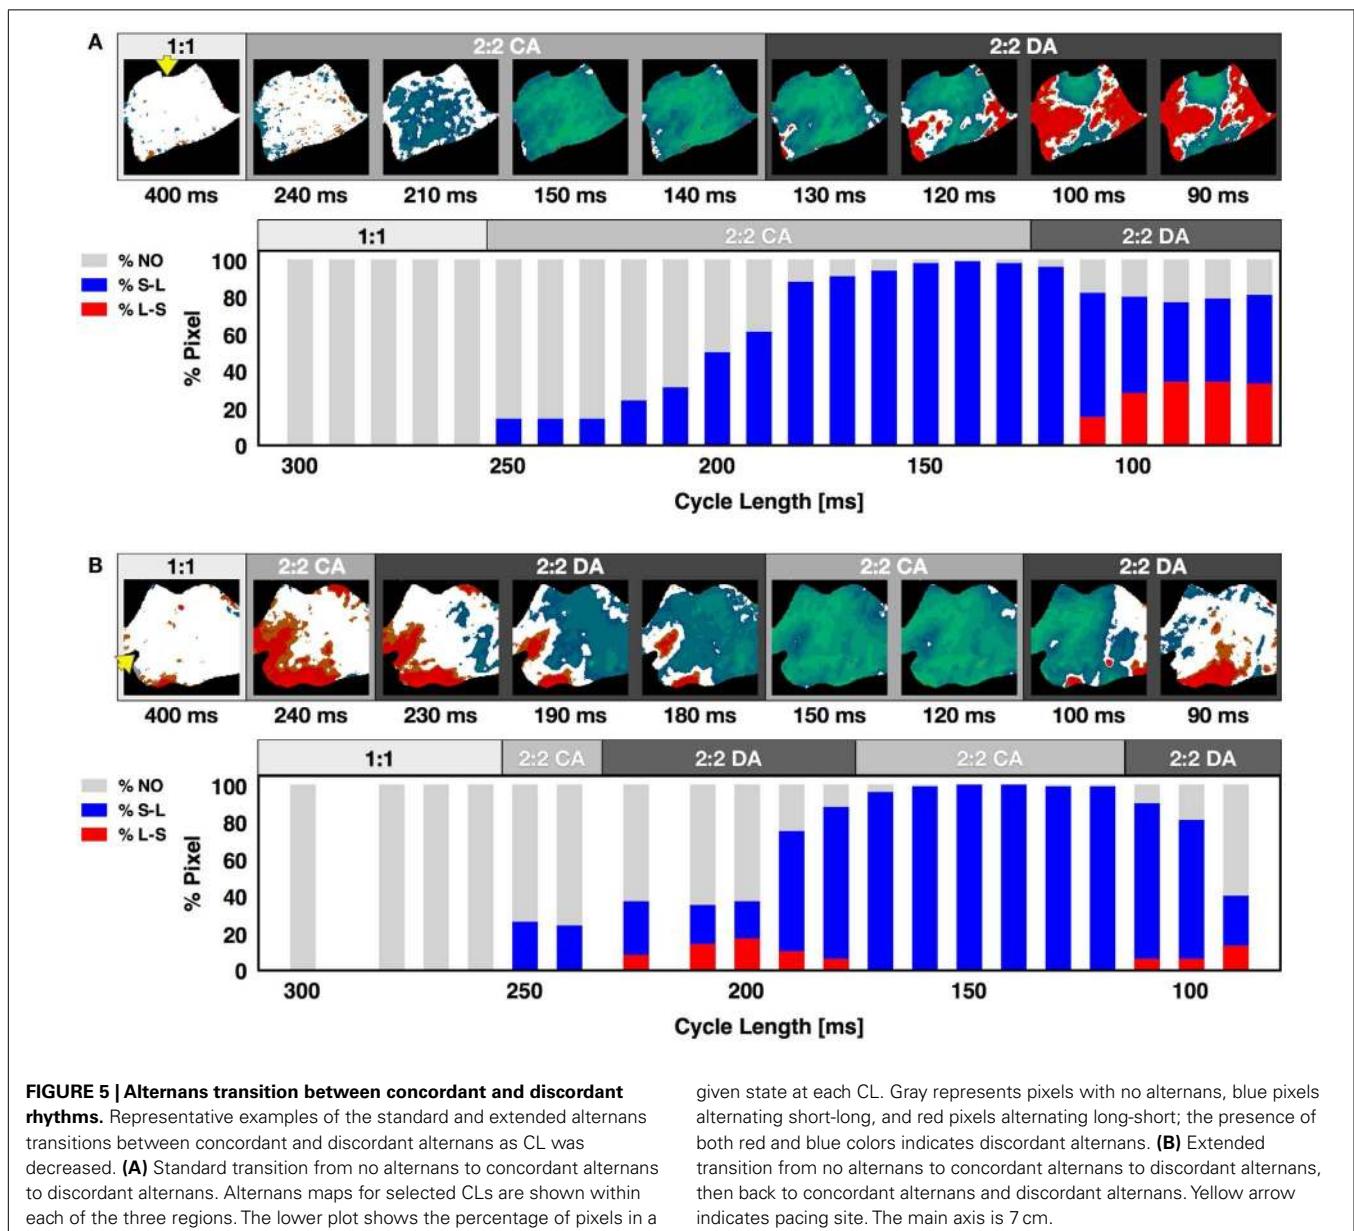 A
1:1
2:2 CA
2:2 DA
400 ms 240 ms 210 ms 150 ms 140 ms 130 ms 120 ms 100 ms 90 ms
1:1
2:2 CA
2:2 DA
% NO
% S-L
% L-S
% Pixel
100
80
60
40
20
0
300 250 200 150 100
Cycle Length [ms]
B
1:1
2:2 CA
2:2 DA
2:2 CA
2:2 DA
400 ms 240 ms 230 ms 190 ms 180 ms 150 ms 120 ms 100 ms 90 ms
1:1
2:2 CA
2:2 DA
2:2 CA
2:2 DA
% NO
% S-L
% L-S
% Pixel
100
80
60
40
20
0
300 250 200 150 100
Cycle Length [ms]
FIGURE 5 | Alternans transition between concordant and discordant
rhythms. Representative examples of the standard and extended alternans
transitions between concordant and discordant alternans as CL was
decreased. (A) Standard transition from no alternans to concordant alternans
to discordant alternans. Alternans maps for selected CLs are shown within
each of the three regions. The lower plot shows the percentage of pixels in a
given state at each CL. Gray represents pixels with no alternans, blue pixels
alternating short-long, and red pixels alternating long-short; the presence of
both red and blue colors indicates discordant alternans. (B) Extended
transition from no alternans to concordant alternans to discordant alternans,
then back to concordant alternans and discordant alternans. Yellow arrow
indicates pacing site. The main axis is 7 cm.